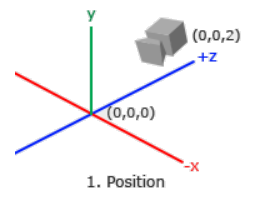 y
(0,0,2)
+z
(0,0,0)
-x
1. Position